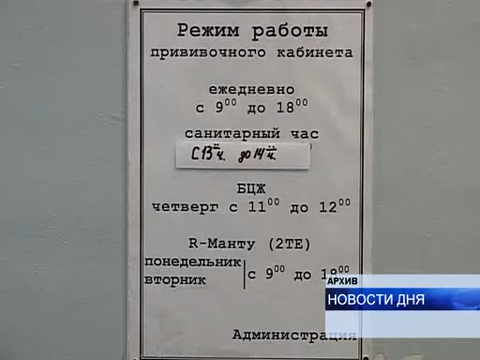 Режим работы
прививочного кабинета
ежедневно
с 9⁰⁰ до 18⁰⁰
санитарный час
с 13 ч. до 14 ч.
БЦЖ
четверг с 11⁰⁰ до 12⁰⁰
R-Манту (2ТЕ)
понедельник
вторник
с 9⁰⁰ до 18⁰⁰
АРХИВ
НОВОСТИ ДНЯ
Администрация